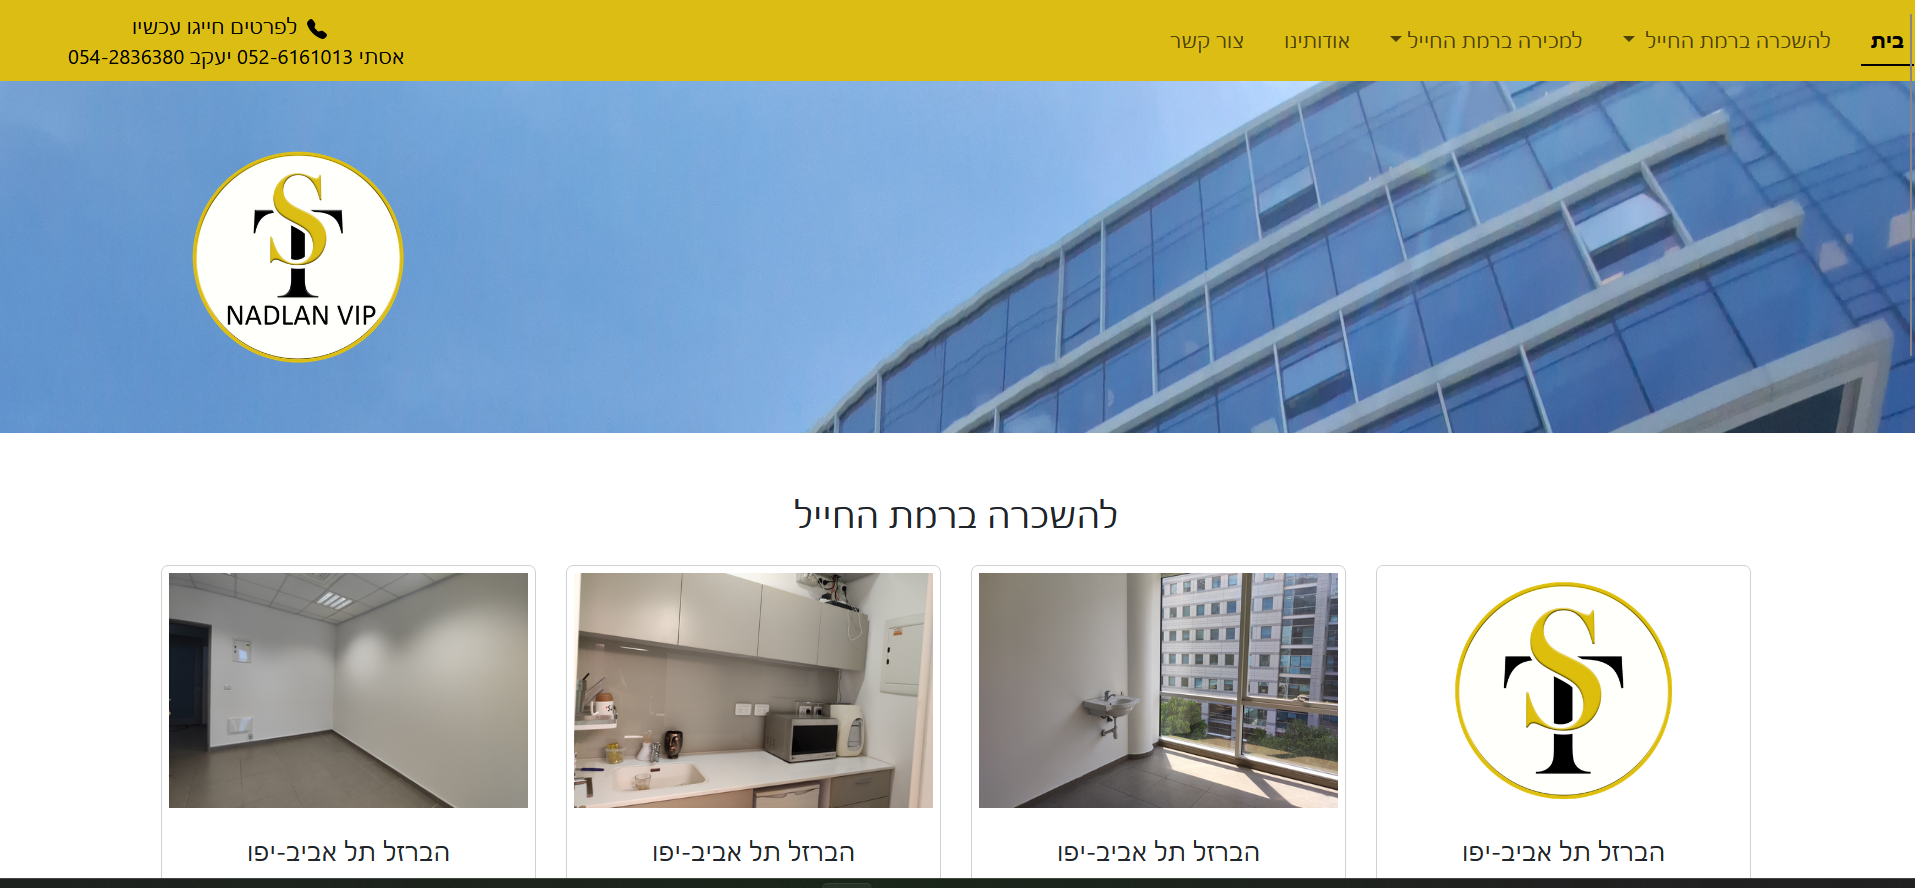 בית
להשכרה ברמת החייל
למכירה ברמת החייל
אודותינו
צור קשר
לפרטים חייגו עכשיו
אסתי 052-6161013 יעקב 054-2836380
ST
NADLAN VIP
להשכרה ברמת החייל
ST
הברזל תל אביב-יפו
הברזל תל אביב-יפו
הברזל תל אביב-יפו
הברזל תל אביב-יפו